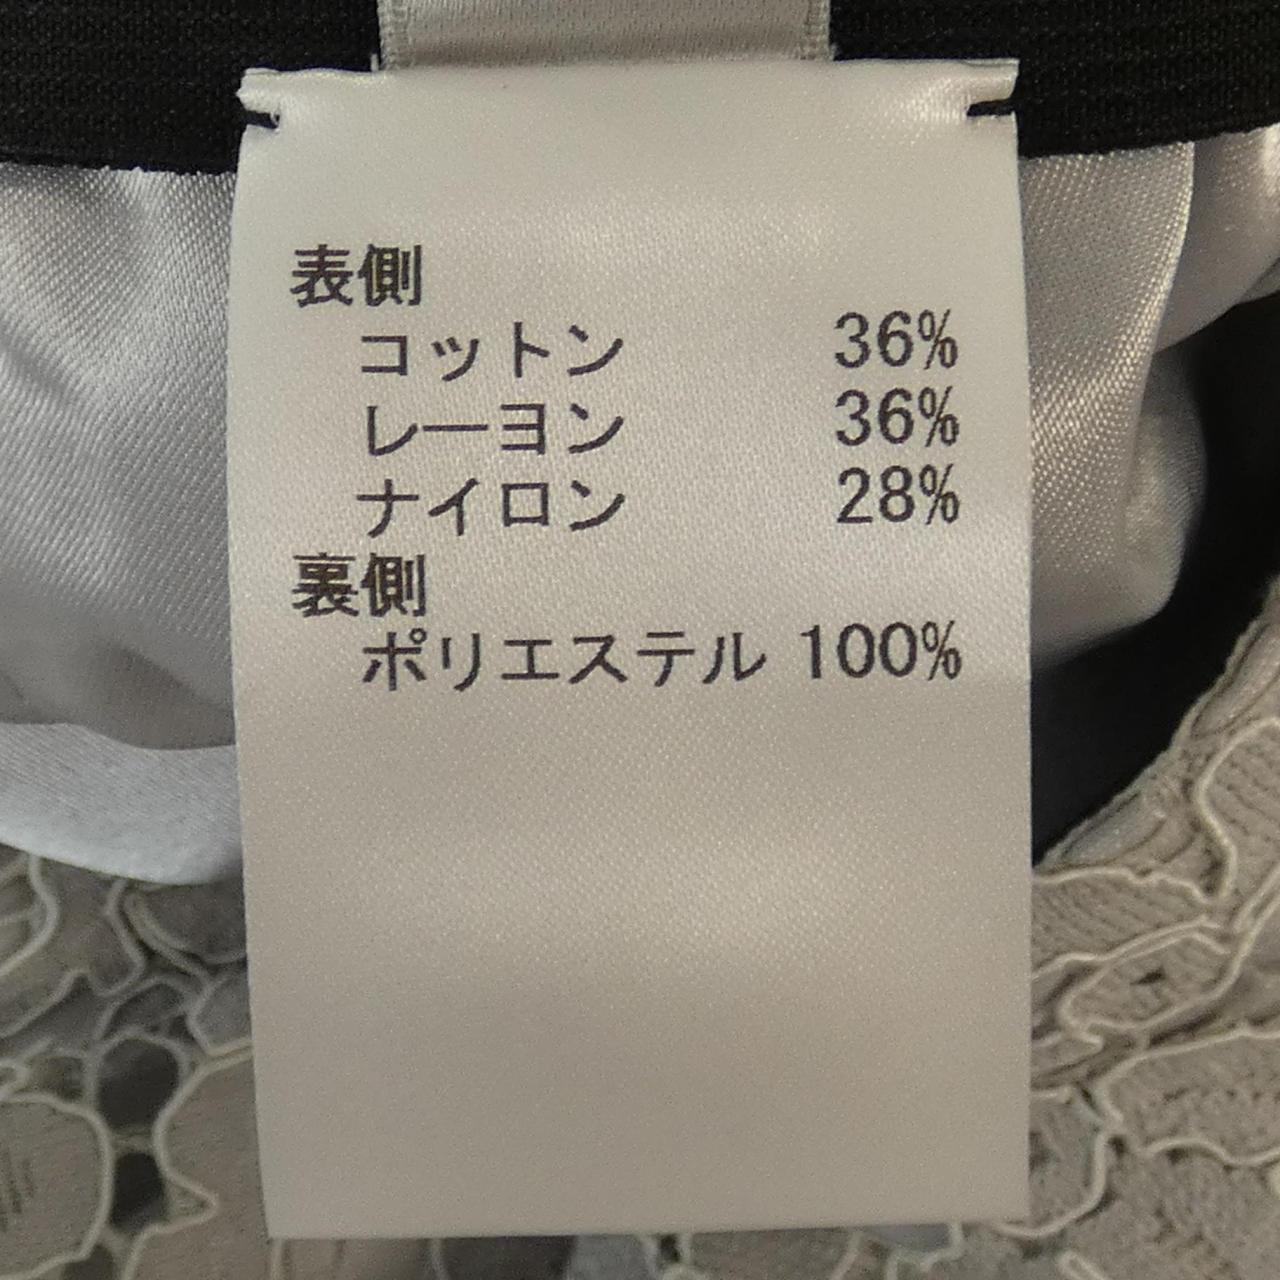 表側
コットン 36%
レーヨン 36%
ナイロン 28%
裏側
ポリエステル 100%